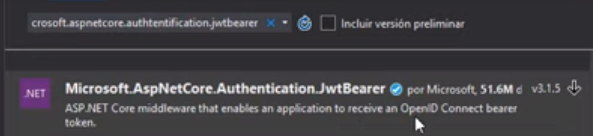 crosoft.aspnetcore.authtentification.jwtbearer Incluir versión preliminar
.NET Microsoft.AspNetCore.Authentication.JwtBearer por Microsoft, 51.6M d v3.1.5
ASP.NET Core middleware that enables an application to receive an OpenID Connect bearer
token.